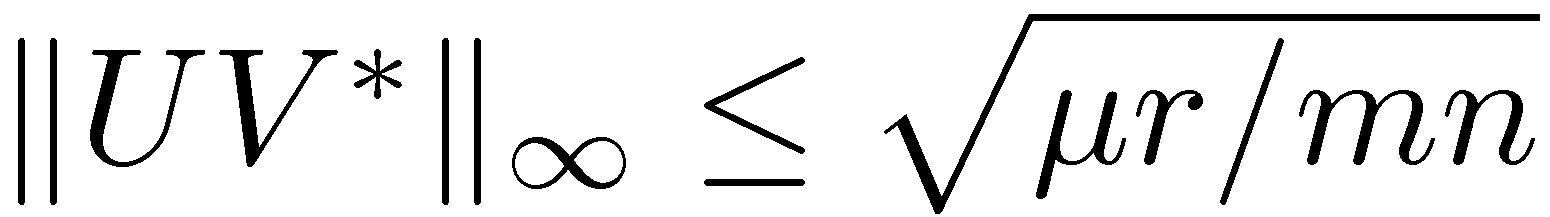 ‖UV*‖∞ ≤ √(μr/mn)